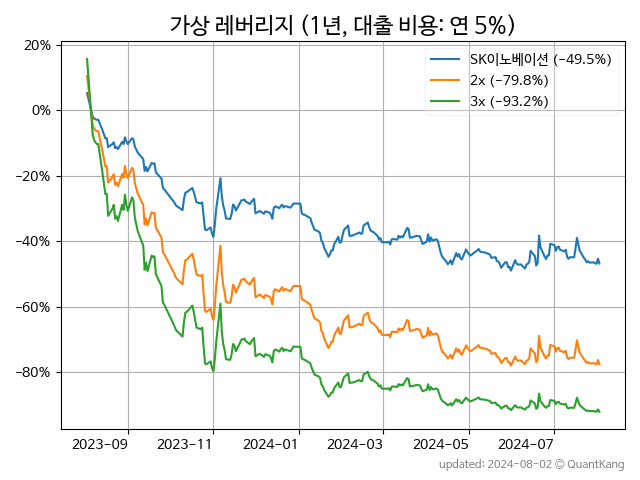 가상 레버리지 (1년, 대출 비용: 연 5%)
20%
0%
−20%
−40%
−60%
−80%
SK이노베이션 (−49.5%)
2x (−79.8%)
3x (−93.2%)
2023-09
2023-11
2024-01
2024-03
2024-05
2024-07
updated: 2024-08-02 © QuantKang